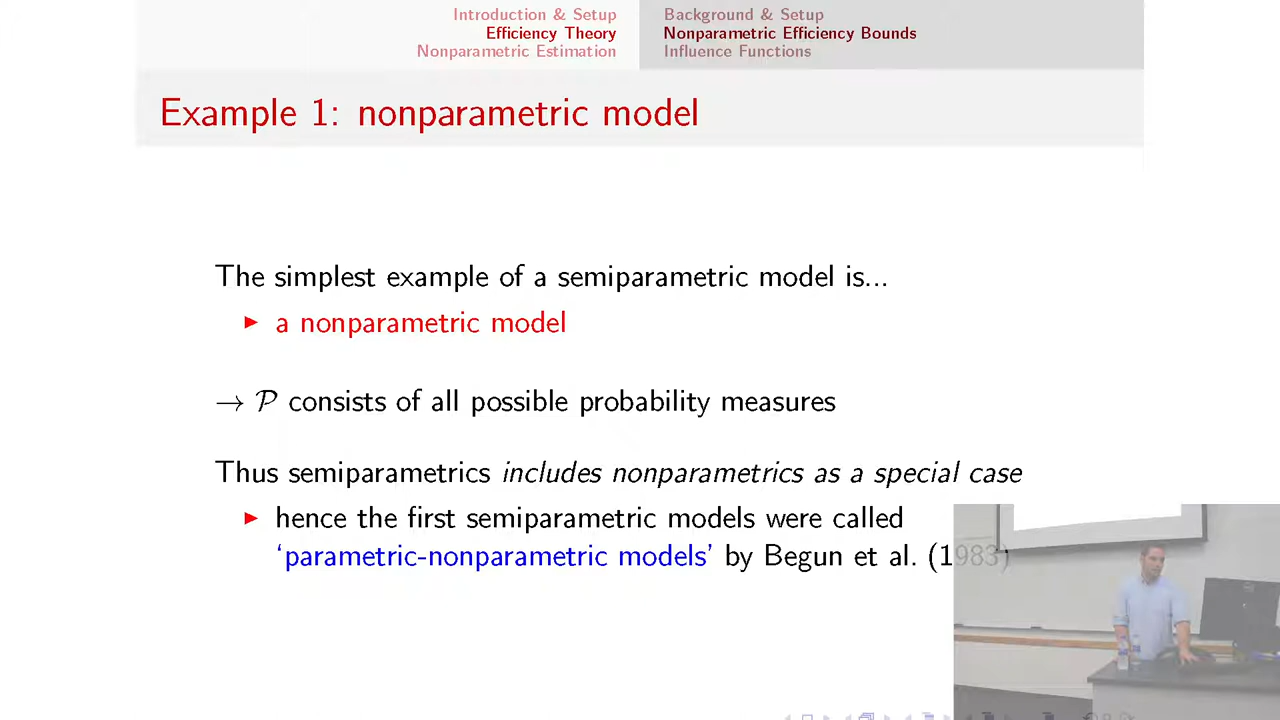 Introduction & Setup
Efficiency Theory
Nonparametric Estimation
Background & Setup
Nonparametric Efficiency Bounds
Influence Functions
Example 1: nonparametric model
The simplest example of a semiparametric model is...
▶ a nonparametric model
→ 𝒫 consists of all possible probability measures
Thus semiparametrics includes nonparametrics as a special case
▶ hence the first semiparametric models were called
‘parametric-nonparametric models’ by Begun et al. (1983)